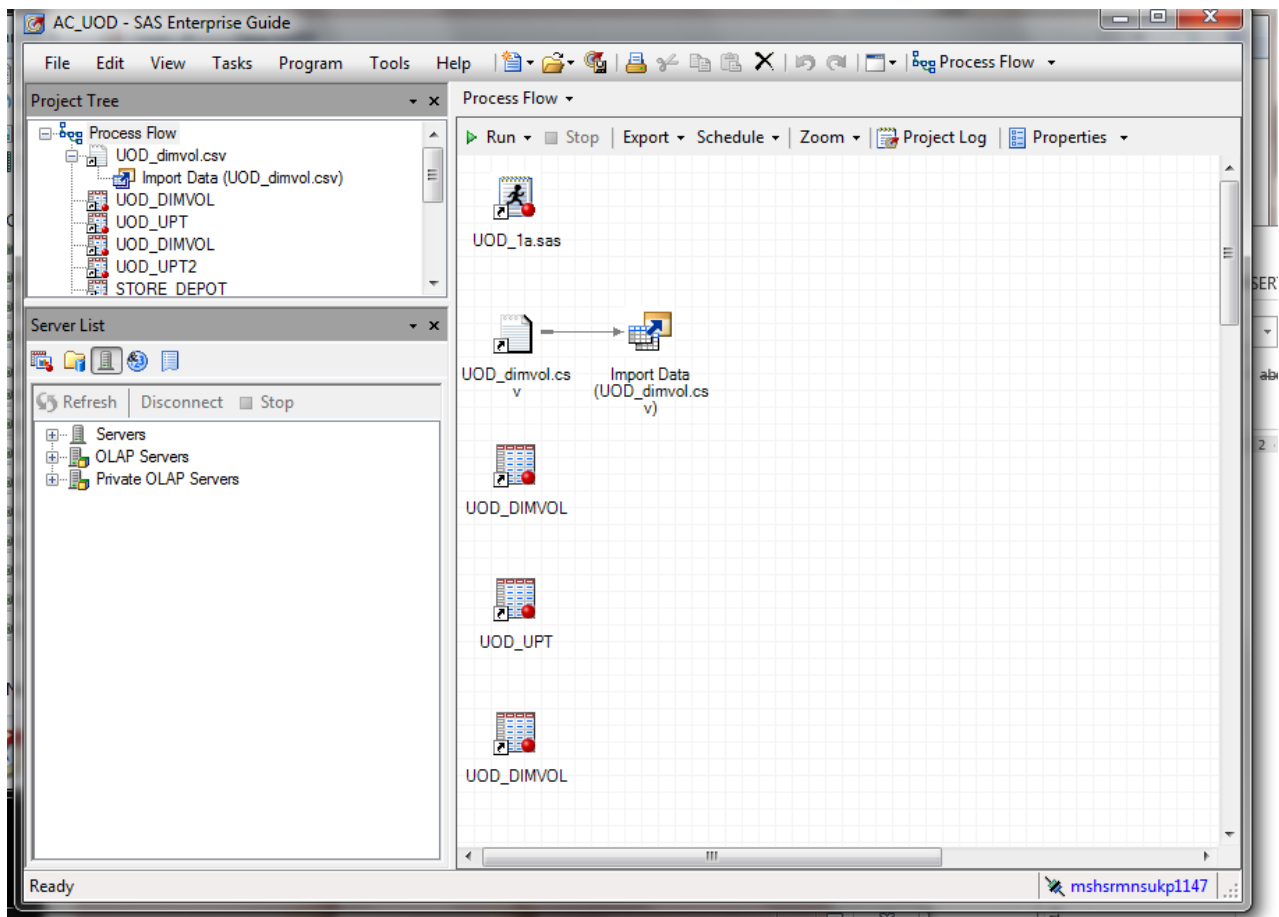 AC_UOD - SAS Enterprise Guide
File Edit View Tasks Program Tools Help Process Flow
Project Tree
Process Flow
UOD_dimvol.csv
Import Data (UOD_dimvol.csv)
UOD_DIMVOL
UOD_UPT
UOD_DIMVOL
UOD_UPT2
STORE_DEPOT
Server List
Refresh Disconnect Stop
Servers
OLAP Servers
Private OLAP Servers
Process Flow
Run Stop Export Schedule Zoom Project Log Properties
UOD_1a.sas
UOD_dimvol.cs
v
Import Data
(UOD_dimvol.cs
v)
UOD_DIMVOL
UOD_UPT
UOD_DIMVOL
Ready
mshsrmnsukp1147
SER
abc
2